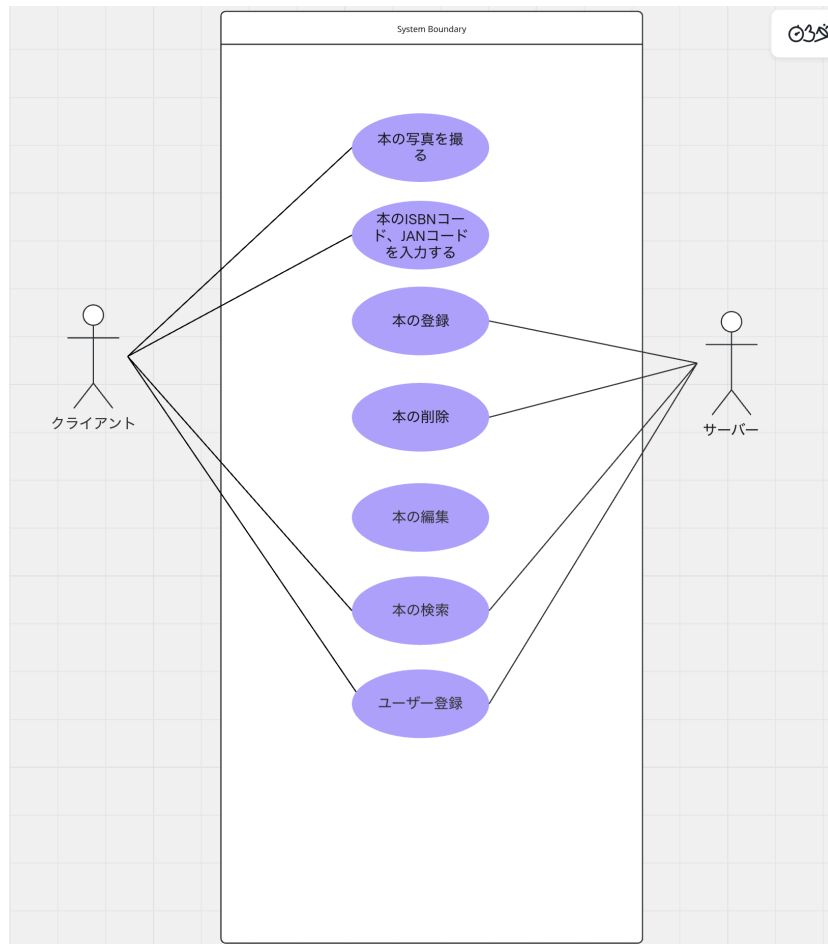 System Boundary
本の写真を撮
る
本のISBNコー
ド、JANコード
を入力する
本の登録
本の削除
クライアント
サーバー
本の編集
本の検索
ユーザー登録